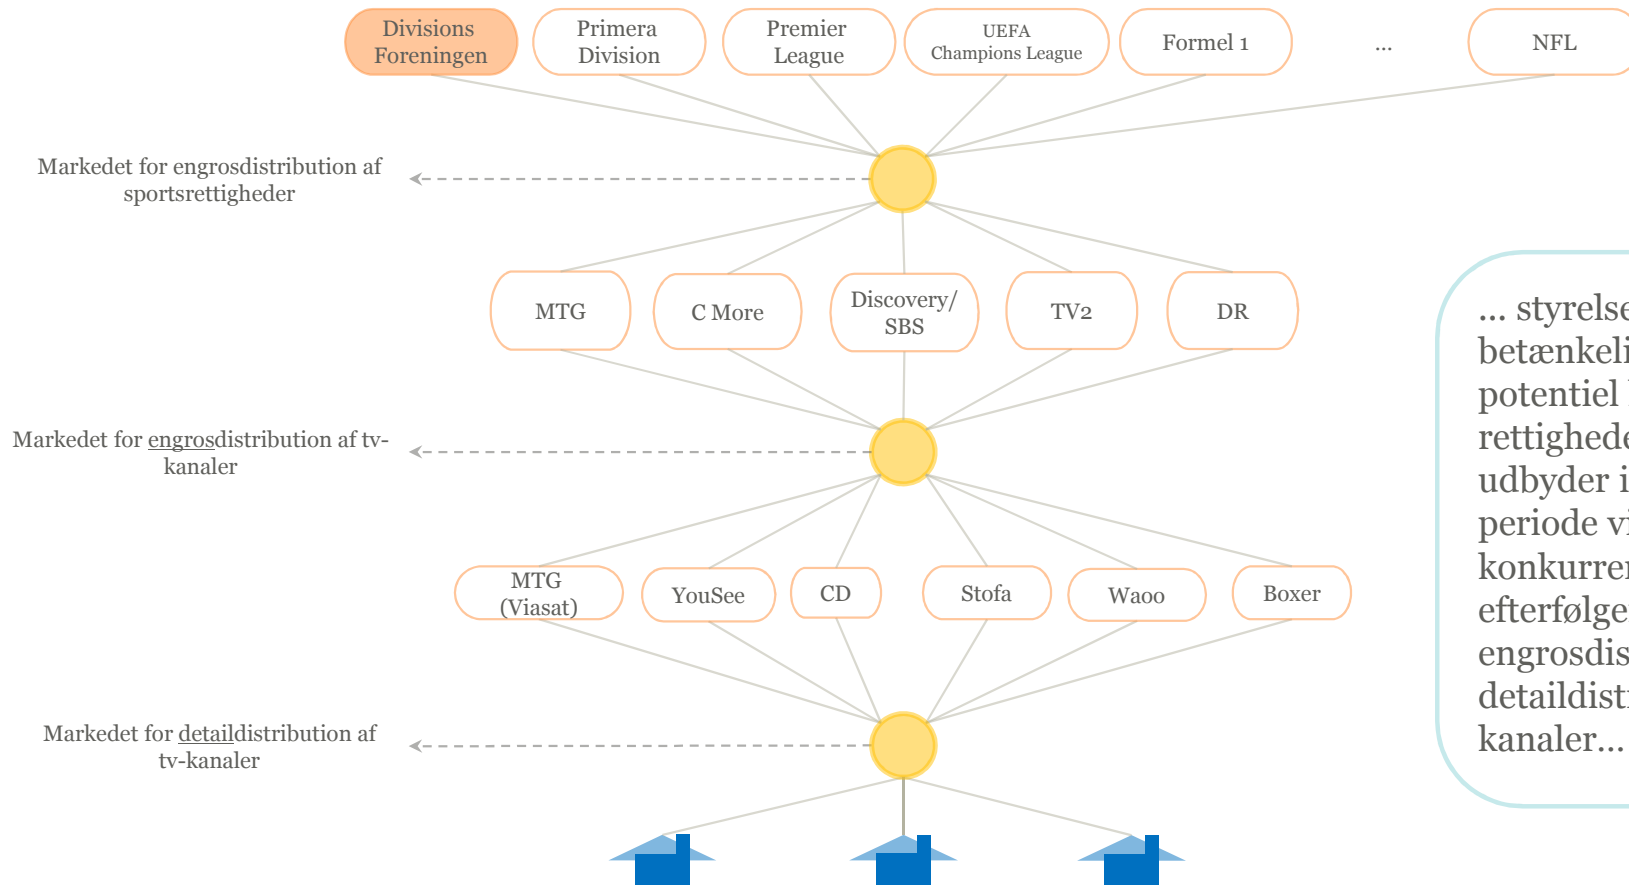 Divisions
Foreningen
Primera
Division
Premier
League
UEFA
Champions League
Formel 1
...
NFL
Markedet for engrosdistribution af
sportsrettigheder
MTG
C More
Discovery/
SBS
TV2
DR
Markedet for engrosdistribution af tv-
kanaler
MTG
(Viasat)
YouSee
CD
Stofa
Waoo
Boxer
Markedet for detaildistribution af
tv-kanaler
... styrelse
betænkeli
potentiel
rettighede
udbyder i
periode vi
konkurren
efterfølge
engrosdis
detaildist
kanaler...